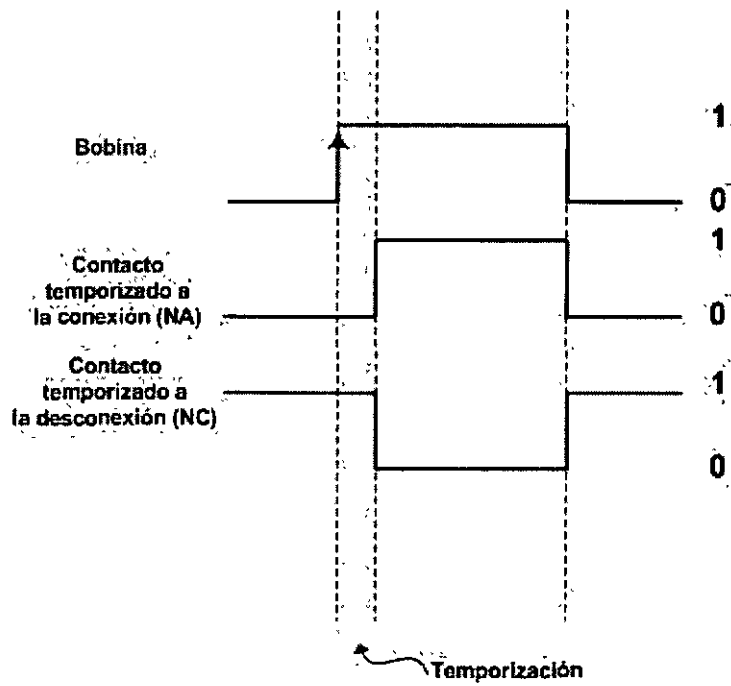 1
Bobina
0
1
Contacto
temporizado a
la conexión (NA)
0
Contacto
temporizado a
la desconexión (NC)
1
0
Temporización